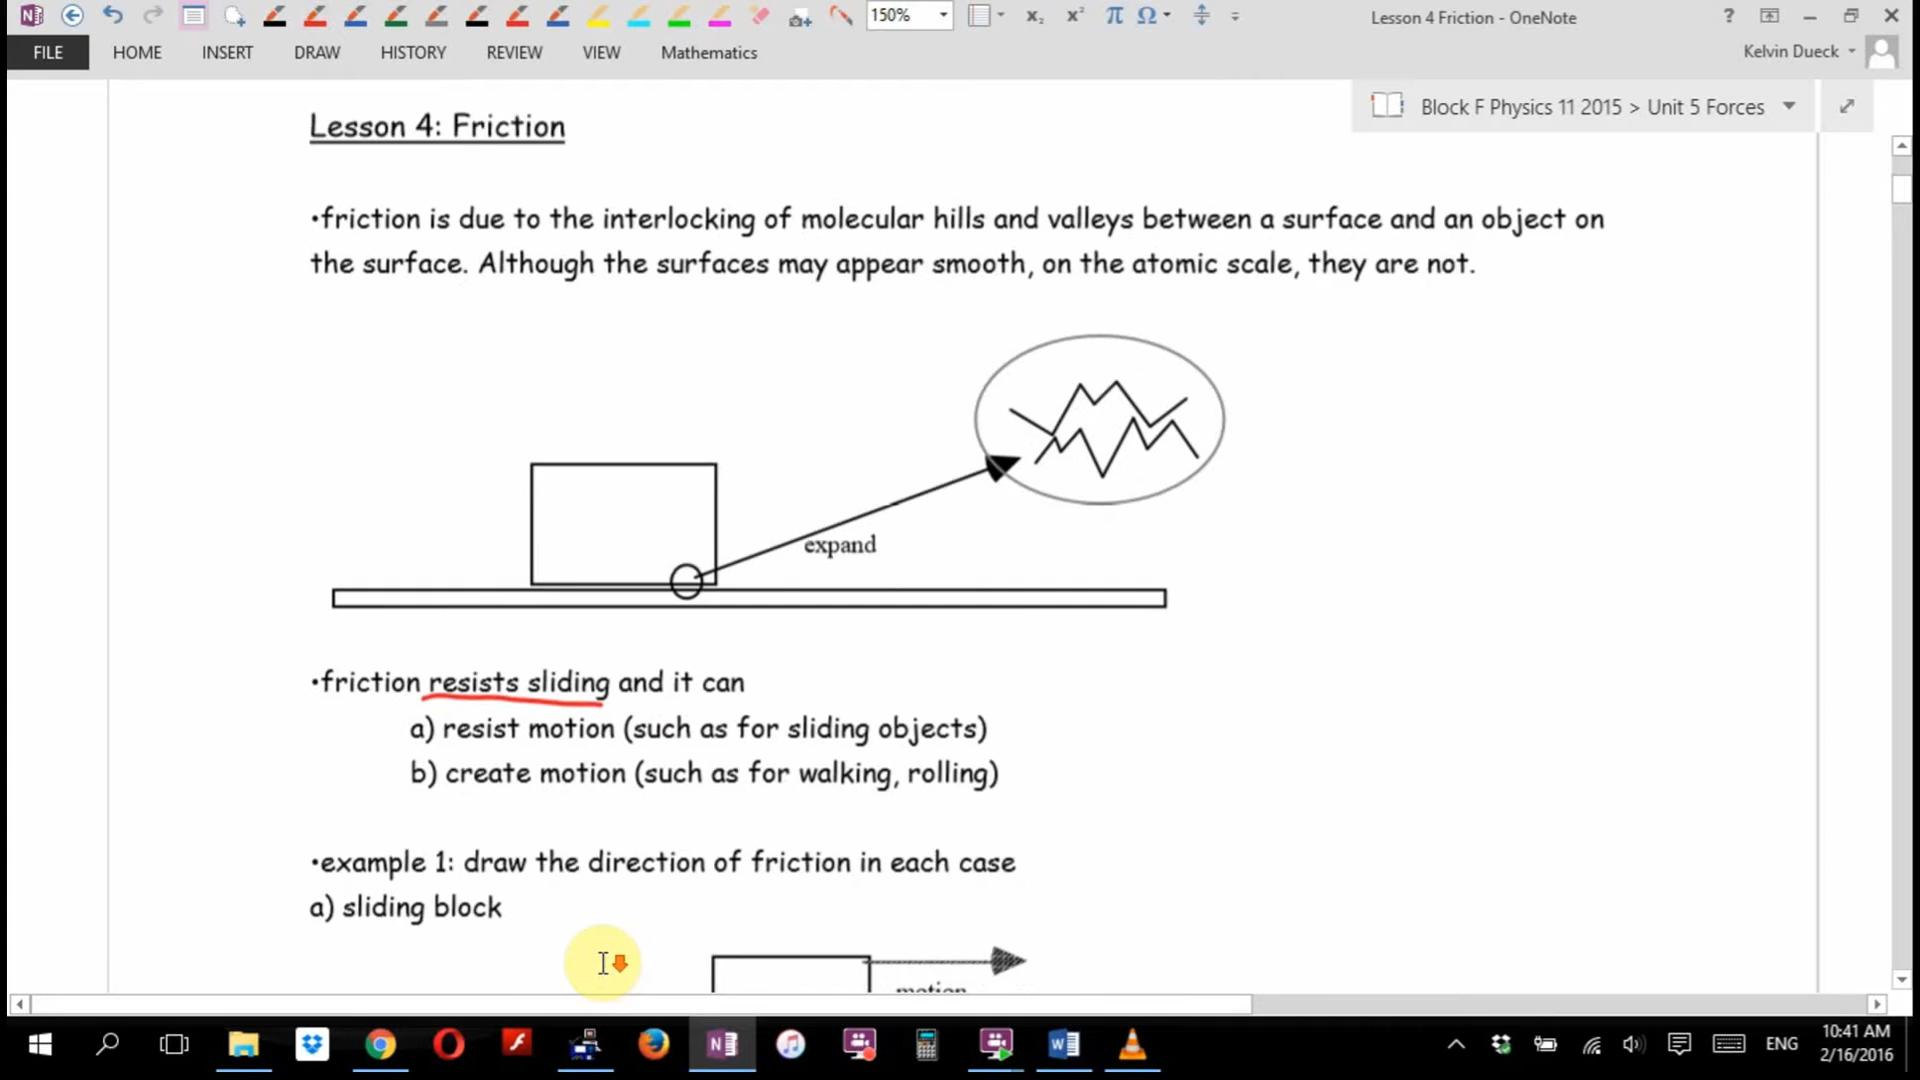 150%
Lesson 4 Friction - OneNote
?
FILE HOME INSERT DRAW HISTORY REVIEW VIEW Mathematics
Kelvin Dueck
Block F Physics 11 2015 > Unit 5 Forces
Lesson 4: Friction
•friction is due to the interlocking of molecular hills and valleys between a surface and an object on
the surface. Although the surfaces may appear smooth, on the atomic scale, they are not.
expand
•friction resists sliding and it can
a) resist motion (such as for sliding objects)
b) create motion (such as for walking, rolling)
•example 1: draw the direction of friction in each case
a) sliding block
motion
ENG
10:41 AM
2/16/2016